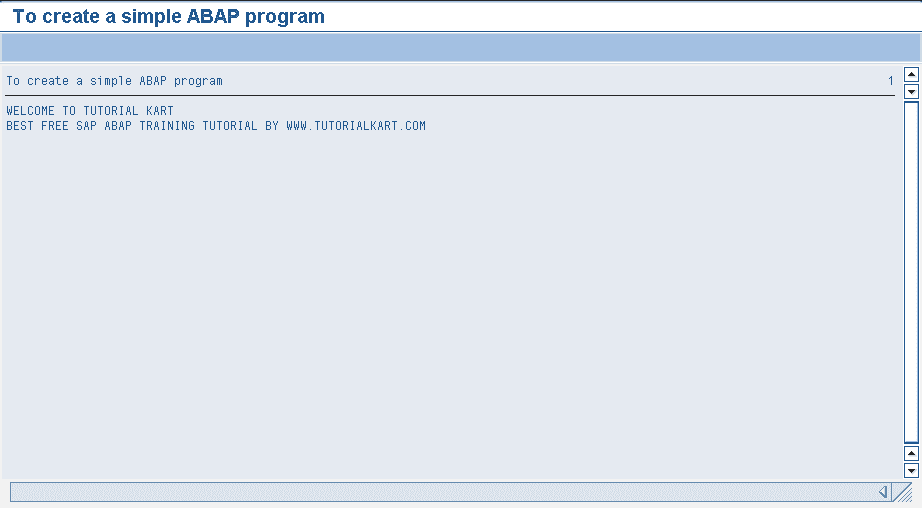 To create a simple ABAP program
To create a simple ABAP program 1
WELCOME TO TUTORIAL KART
BEST FREE SAP ABAP TRAINING TUTORIAL BY WWW.TUTORIALKART.COM